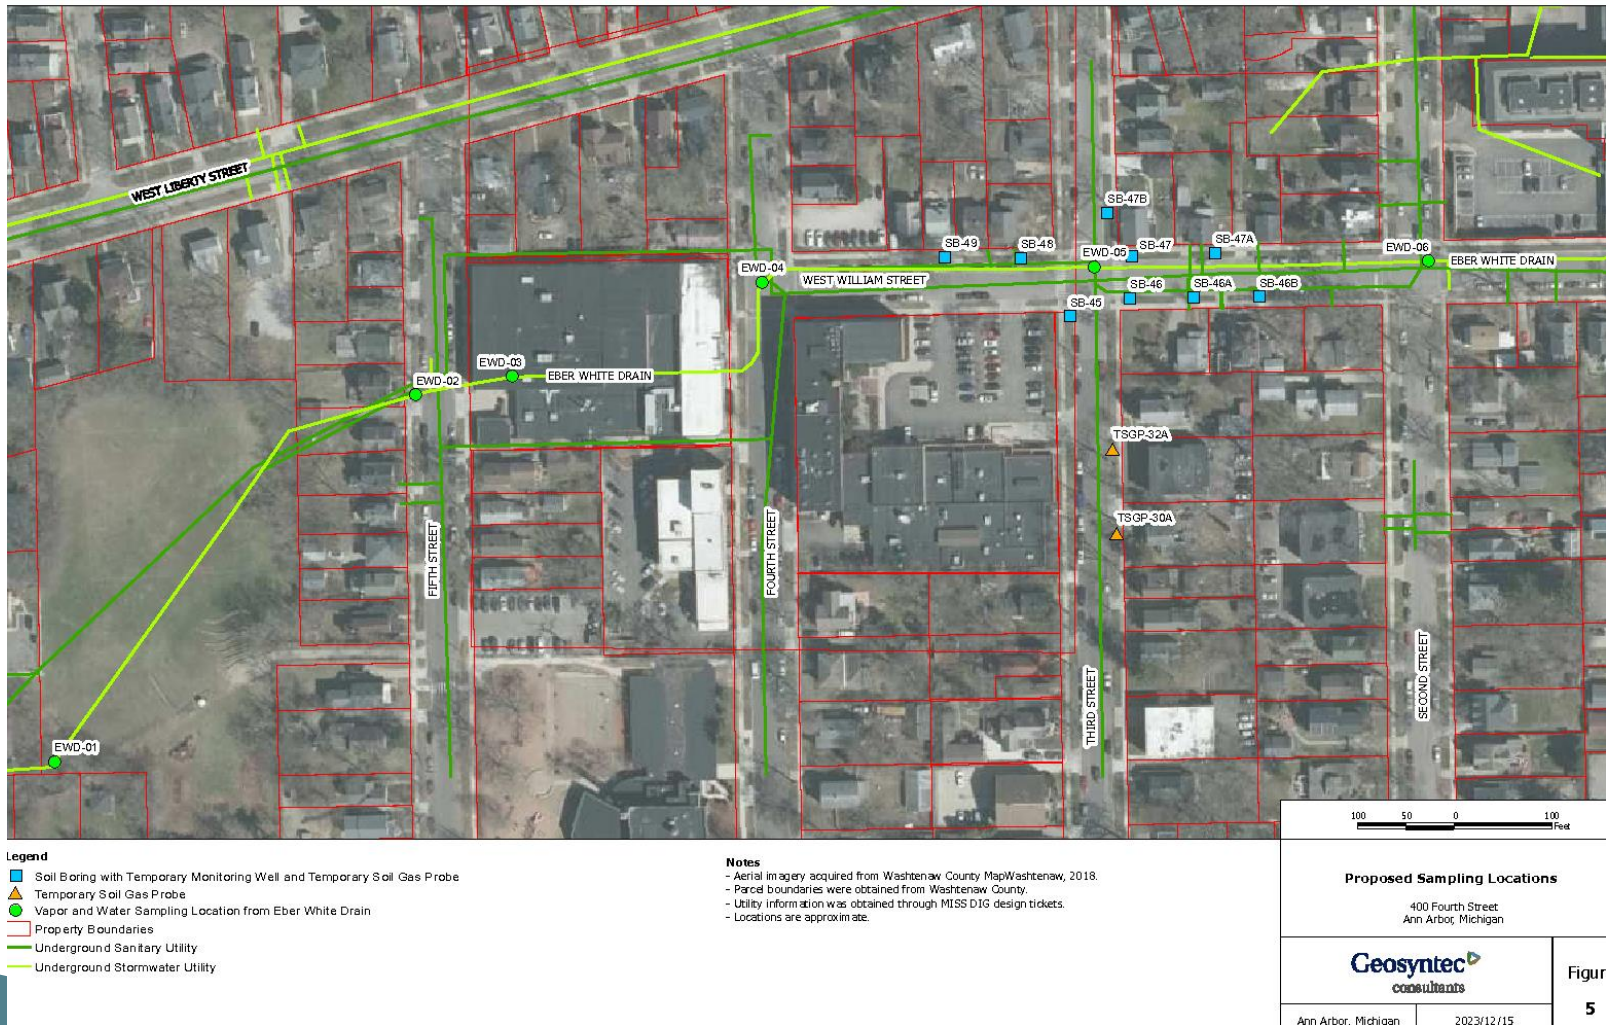 WEST LIBERTY STREET
SB-47B
SB-49
SB-48
EWD-05
SB-47
SB-47A
EWD-06
EBER WHITE DRAIN
EWD-04
WEST WILLIAM STREET
SB-46
SB-46A
SB-46B
SB-45
EWD-03
EBER WHITE DRAIN
EWD-02
TSGP-32A
TSGP-30A
FIFTH STREET
FOURTH STREET
THIRD STREET
SECOND STREET
EWD-01
Legend
Soil Boring with Temporary Monitoring Well and Temporary Soil Gas Probe
Temporary Soil Gas Probe
Vapor and Water Sampling Location from Eber White Drain
Property Boundaries
Underground Sanitary Utility
Underground Stormwater Utility
Notes
- Aerial imagery acquired from Washtenaw County MapWashtenaw, 2018.
- Parcel boundaries were obtained from Washtenaw County.
- Utility information was obtained through MISS DIG design tickets.
- Locations are approximate.
100 50 0 100
Feet
Proposed Sampling Locations
400 Fourth Street
Ann Arbor, Michigan
Geosyntec
consultants
Figur
5
Ann Arbor, Michigan 2023/12/15